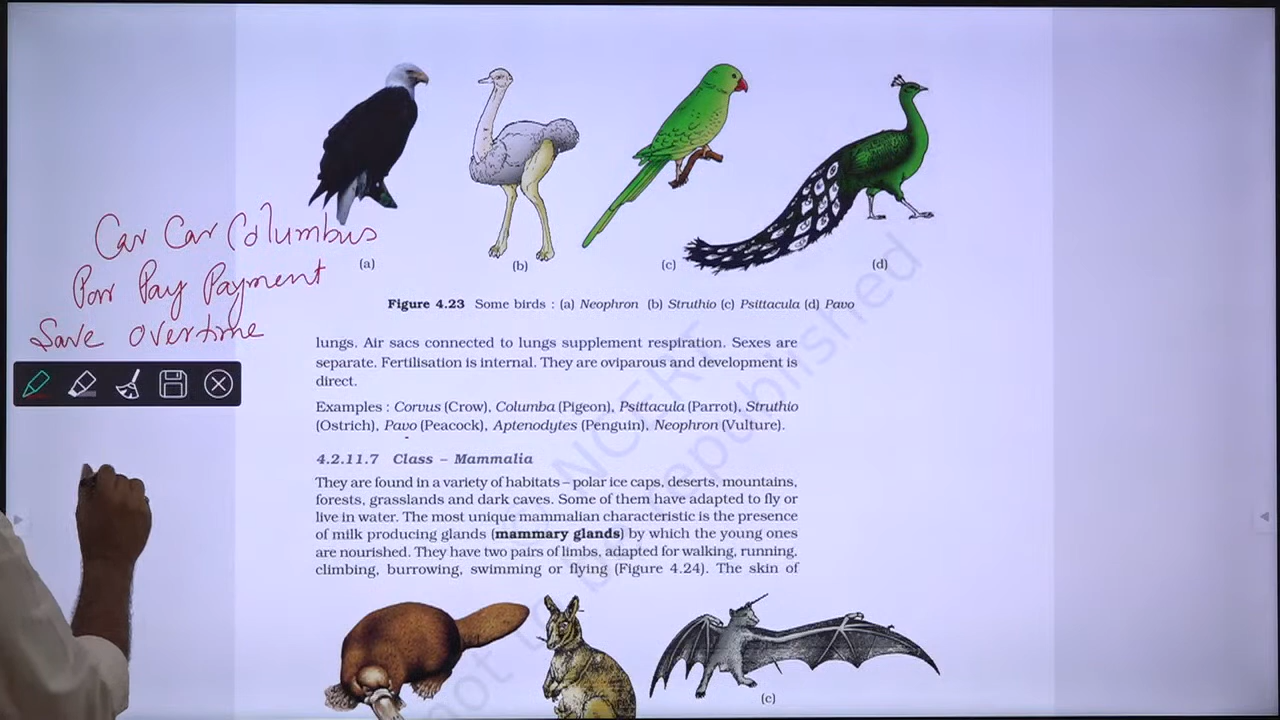 Car Car Columbus
Par Pay Payment
Save overtime
(a)
(b)
(c)
(d)
Figure 4.23 Some birds : (a) Neophron (b) Struthio (c) Psittacula (d) Pavo
lungs. Air sacs connected to lungs supplement respiration. Sexes are
separate. Fertilisation is internal. They are oviparous and development is
direct.
Examples : Corvus (Crow), Columba (Pigeon), Psittacula (Parrot), Struthio
(Ostrich), Pavo (Peacock), Aptenodytes (Penguin), Neophron (Vulture).
4.2.11.7 Class – Mammalia
They are found in a variety of habitats – polar ice caps, deserts, mountains,
forests, grasslands and dark caves. Some of them have adapted to fly or
live in water. The most unique mammalian characteristic is the presence
of milk producing glands (mammary glands) by which the young ones
are nourished. They have two pairs of limbs, adapted for walking, running,
climbing, burrowing, swimming or flying (Figure 4.24). The skin of
(c)
NCERT
not to be republished